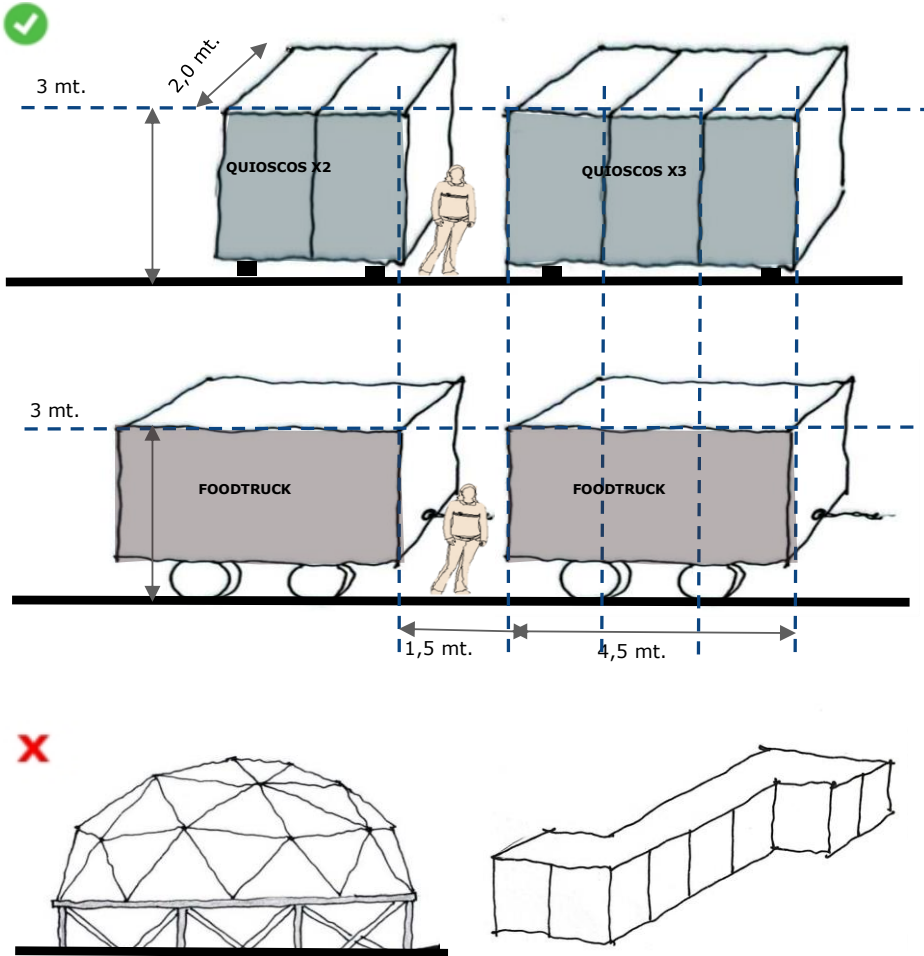 2,0 mt.
3 mt.
QUIOSCOS X2
QUIOSCOS X3
3 mt.
FOODTRUCK
FOODTRUCK
1,5 mt.
4,5 mt.